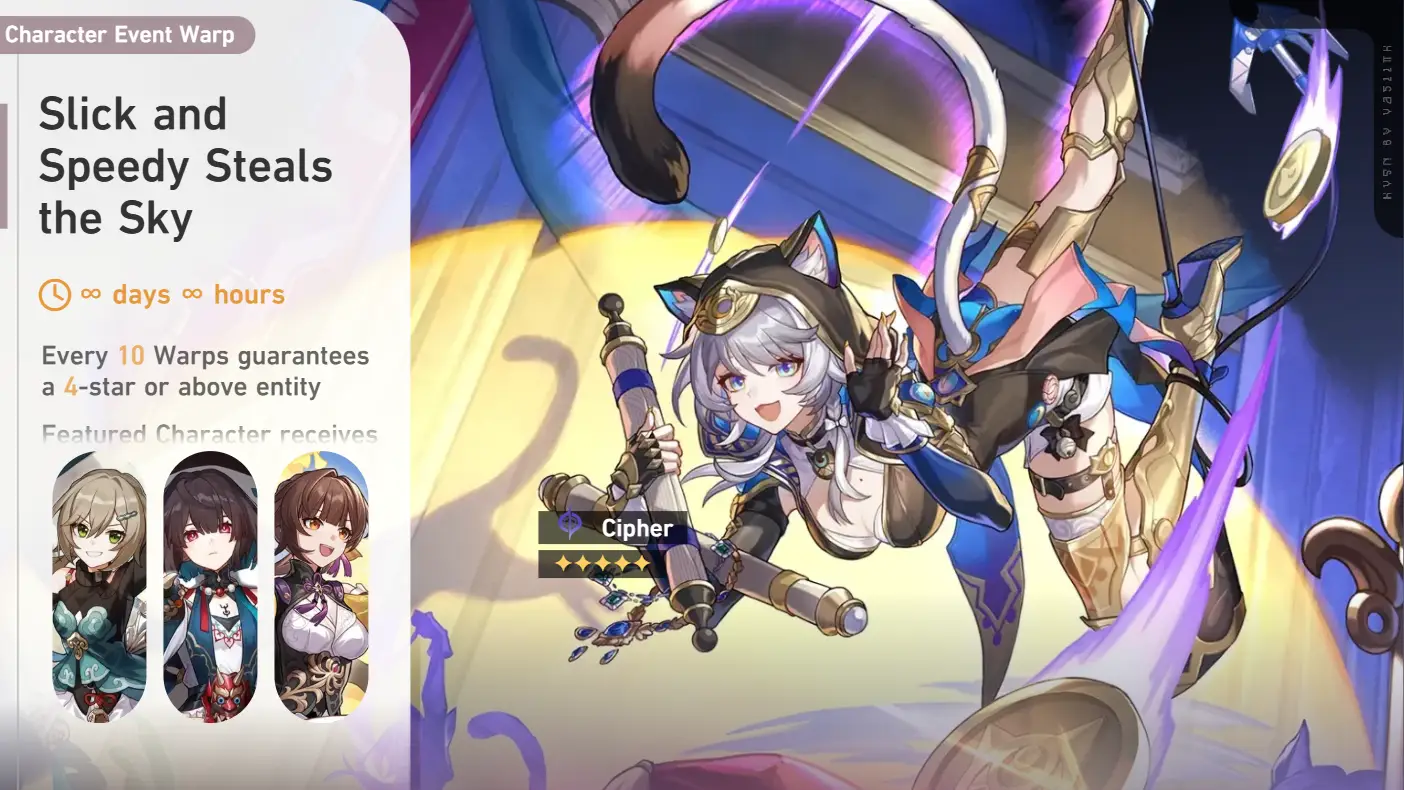 Character Event Warp
Slick and
Speedy Steals
the Sky
∞ days ∞ hours
Every 10 Warps guarantees
a 4-star or above entity
Featured Character receives
Cipher